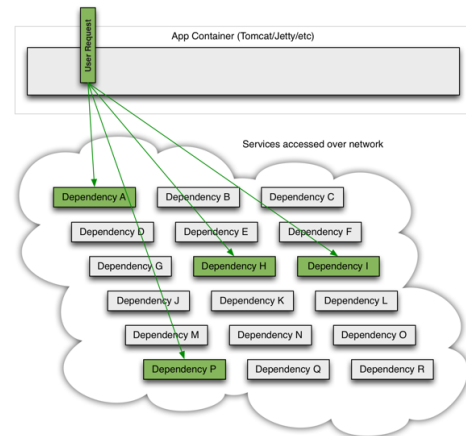 User Request
App Container (Tomcat/Jetty/etc)
Services accessed over network
Dependency A
Dependency B
Dependency C
Dependency D
Dependency E
Dependency F
Dependency G
Dependency H
Dependency I
Dependency J
Dependency K
Dependency L
Dependency M
Dependency N
Dependency O
Dependency P
Dependency Q
Dependency R